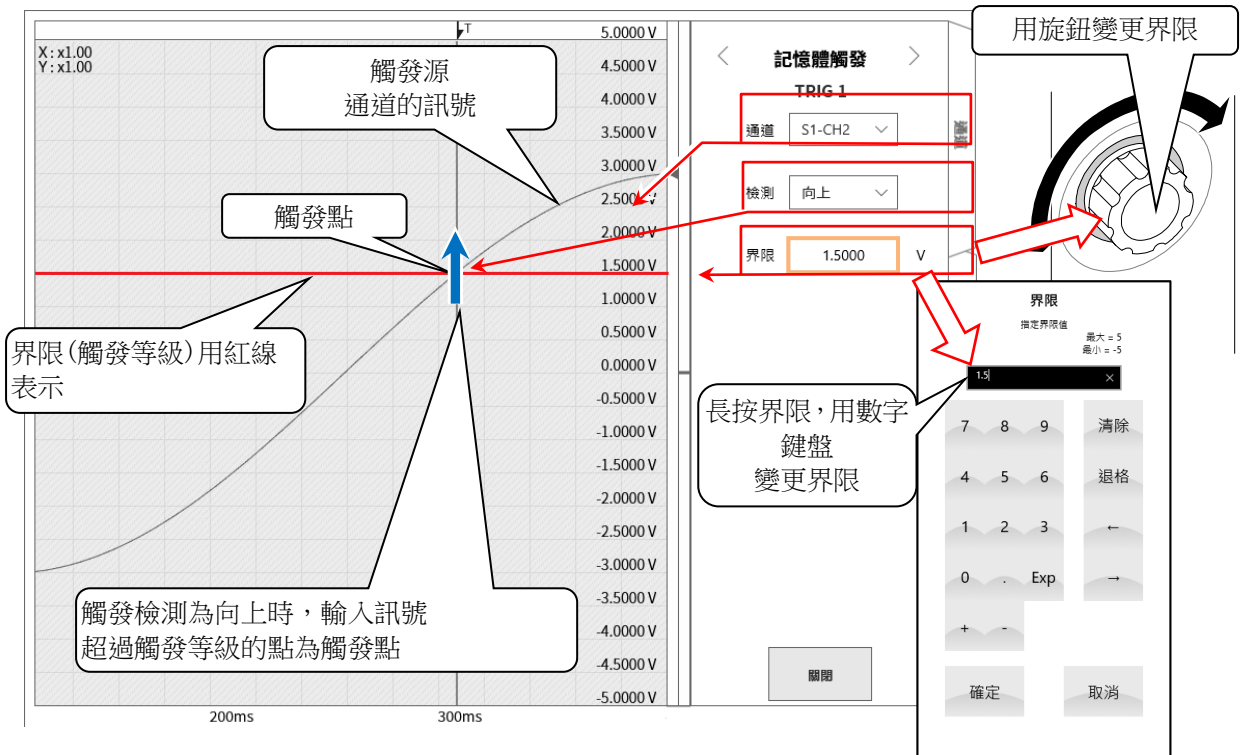 T
X: x1.00
Y: x1.00
5.0000 V
4.5000 V
4.0000 V
3.5000 V
3.0000 V
2.5000 V
2.0000 V
1.5000 V
1.0000 V
0.5000 V
0.0000 V
-0.5000 V
-1.0000 V
-1.5000 V
-2.0000 V
-2.5000 V
-3.0000 V
-3.5000 V
-4.0000 V
-4.5000 V
-5.0000 V
200ms
300ms
觸發源
通道的訊號
觸發點
界限(觸發等級)用紅線
表示
觸發檢測為向上時，輸入訊號
超過觸發等級的點為觸發點
記憶體觸發
TRIG 1
通道
S1-CH2
檢測
向上
界限
1.5000
V
通道
關閉
用旋鈕變更界限
長按界限，用數字
鍵盤
變更界限
界限
指定界限值
最大 = 5
最小 = -5
1.5
×
7 8 9 清除
4 5 6 退格
1 2 3 ←
0 . Exp →
+ -
確定 取消